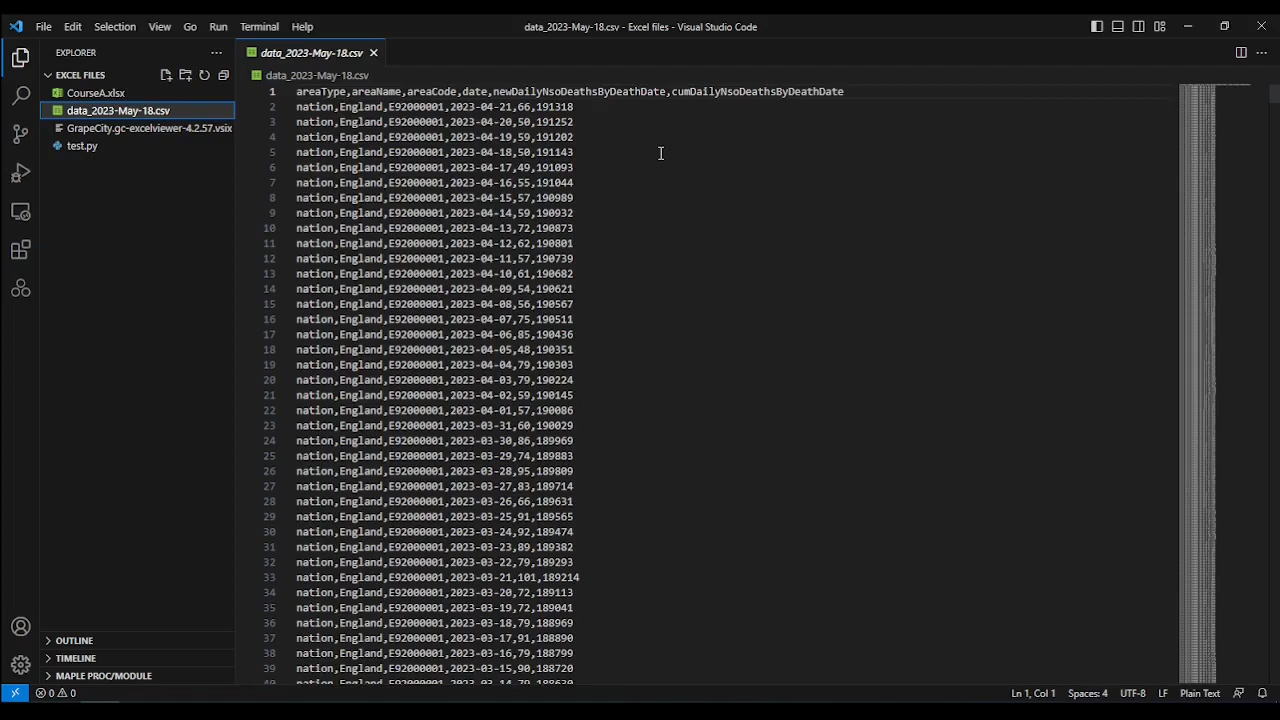 File Edit Selection View Go Run Terminal Help data_2023-May-18.csv - Excel files - Visual Studio Code
EXPLORER
EXCEL FILES
CourseA.xlsx
data_2023-May-18.csv
GrapeCity.gc-excelviewer-4.2.57.vsix
test.py
OUTLINE
TIMELINE
MAPLE PROC/MODULE
data_2023-May-18.csv
data_2023-May-18.csv
1 areaType,areaName,areaCode,date,newDailyNsoDeathsByDeathDate,cumDailyNsoDeathsByDeathDate
2 nation,England,E92000001,2023-04-21,66,191318
3 nation,England,E92000001,2023-04-20,50,191252
4 nation,England,E92000001,2023-04-19,59,191202
5 nation,England,E92000001,2023-04-18,50,191143
6 nation,England,E92000001,2023-04-17,49,191093
7 nation,England,E92000001,2023-04-16,55,191044
8 nation,England,E92000001,2023-04-15,57,190989
9 nation,England,E92000001,2023-04-14,59,190932
10 nation,England,E92000001,2023-04-13,72,190873
11 nation,England,E92000001,2023-04-12,62,190801
12 nation,England,E92000001,2023-04-11,57,190739
13 nation,England,E92000001,2023-04-10,61,190682
14 nation,England,E92000001,2023-04-09,54,190621
15 nation,England,E92000001,2023-04-08,56,190567
16 nation,England,E92000001,2023-04-07,75,190511
17 nation,England,E92000001,2023-04-06,85,190436
18 nation,England,E92000001,2023-04-05,48,190351
19 nation,England,E92000001,2023-04-04,79,190303
20 nation,England,E92000001,2023-04-03,79,190224
21 nation,England,E92000001,2023-04-02,59,190145
22 nation,England,E92000001,2023-04-01,57,190086
23 nation,England,E92000001,2023-03-31,60,190029
24 nation,England,E92000001,2023-03-30,86,189969
25 nation,England,E92000001,2023-03-29,74,189883
26 nation,England,E92000001,2023-03-28,95,189809
27 nation,England,E92000001,2023-03-27,83,189714
28 nation,England,E92000001,2023-03-26,66,189631
29 nation,England,E92000001,2023-03-25,91,189565
30 nation,England,E92000001,2023-03-24,92,189474
31 nation,England,E92000001,2023-03-23,89,189382
32 nation,England,E92000001,2023-03-22,79,189293
33 nation,England,E92000001,2023-03-21,101,189214
34 nation,England,E92000001,2023-03-20,72,189113
35 nation,England,E92000001,2023-03-19,72,189041
36 nation,England,E92000001,2023-03-18,79,188969
37 nation,England,E92000001,2023-03-17,91,188890
38 nation,England,E92000001,2023-03-16,79,188799
39 nation,England,E92000001,2023-03-15,90,188720
40 nation,England,E92000001,2023-03-14,79,188630
0 0 Ln 1, Col 1 Spaces: 4 UTF-8 LF Plain Text